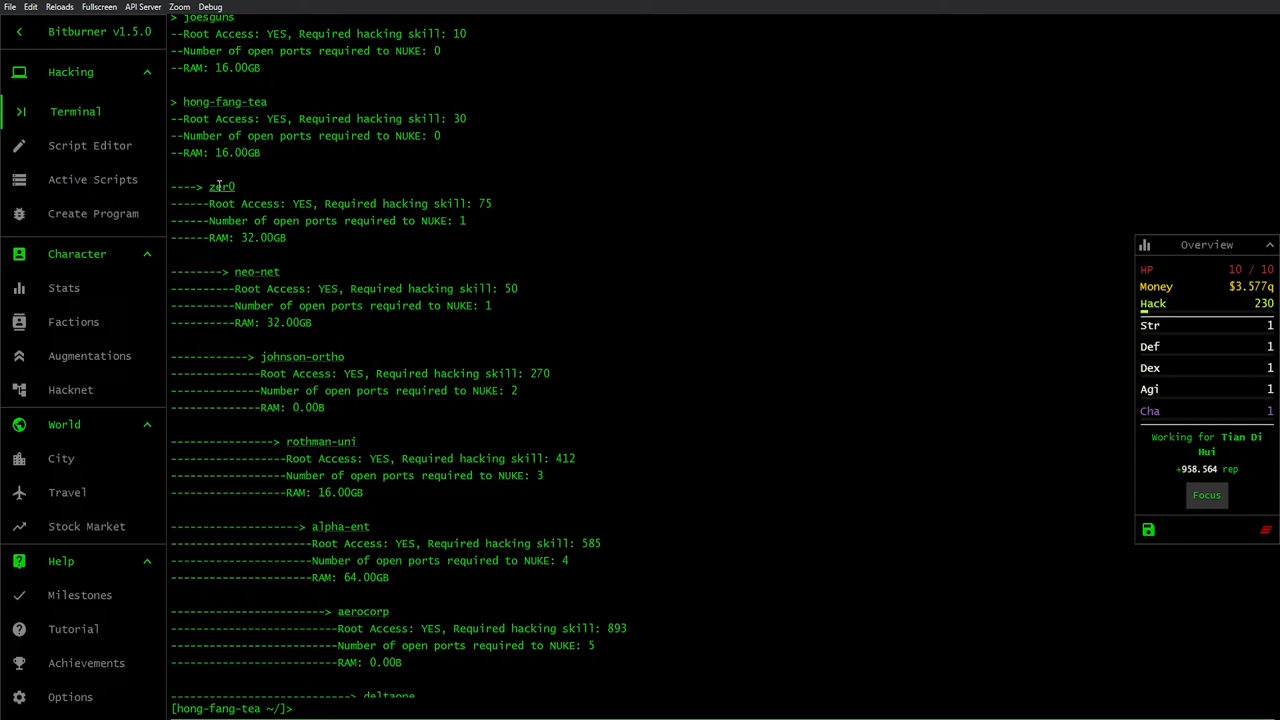 File Edit Reloads Fullscreen API Server Zoom Debug
Bitburner v1.5.0
Hacking
Terminal
Script Editor
Active Scripts
Create Program
Character
Stats
Factions
Augmentations
Hacknet
World
City
Travel
Stock Market
Help
Milestones
Tutorial
Achievements
Options
> joesguns
--Root Access: YES, Required hacking skill: 10
--Number of open ports required to NUKE: 0
--RAM: 16.00GB
> hong-fang-tea
--Root Access: YES, Required hacking skill: 30
--Number of open ports required to NUKE: 0
--RAM: 16.00GB
----> zer0
------Root Access: YES, Required hacking skill: 75
------Number of open ports required to NUKE: 1
------RAM: 32.00GB
--------> neo-net
----------Root Access: YES, Required hacking skill: 50
----------Number of open ports required to NUKE: 1
----------RAM: 32.00GB
------------> johnson-ortho
--------------Root Access: YES, Required hacking skill: 270
--------------Number of open ports required to NUKE: 2
--------------RAM: 0.00B
----------------> rothman-uni
------------------Root Access: YES, Required hacking skill: 412
------------------Number of open ports required to NUKE: 3
------------------RAM: 16.00GB
--------------------> alpha-ent
----------------------Root Access: YES, Required hacking skill: 585
----------------------Number of open ports required to NUKE: 4
----------------------RAM: 64.00GB
------------------------> aerocorp
--------------------------Root Access: YES, Required hacking skill: 893
--------------------------Number of open ports required to NUKE: 5
--------------------------RAM: 0.00B
----------------------------> deltaone
[hong-fang-tea ~/]>
Overview
HP 10 / 10
Money $3.577q
Hack 230
Str 1
Def 1
Dex 1
Agi 1
Cha 1
Working for Tian Di
Hui
+958.564 rep
Focus